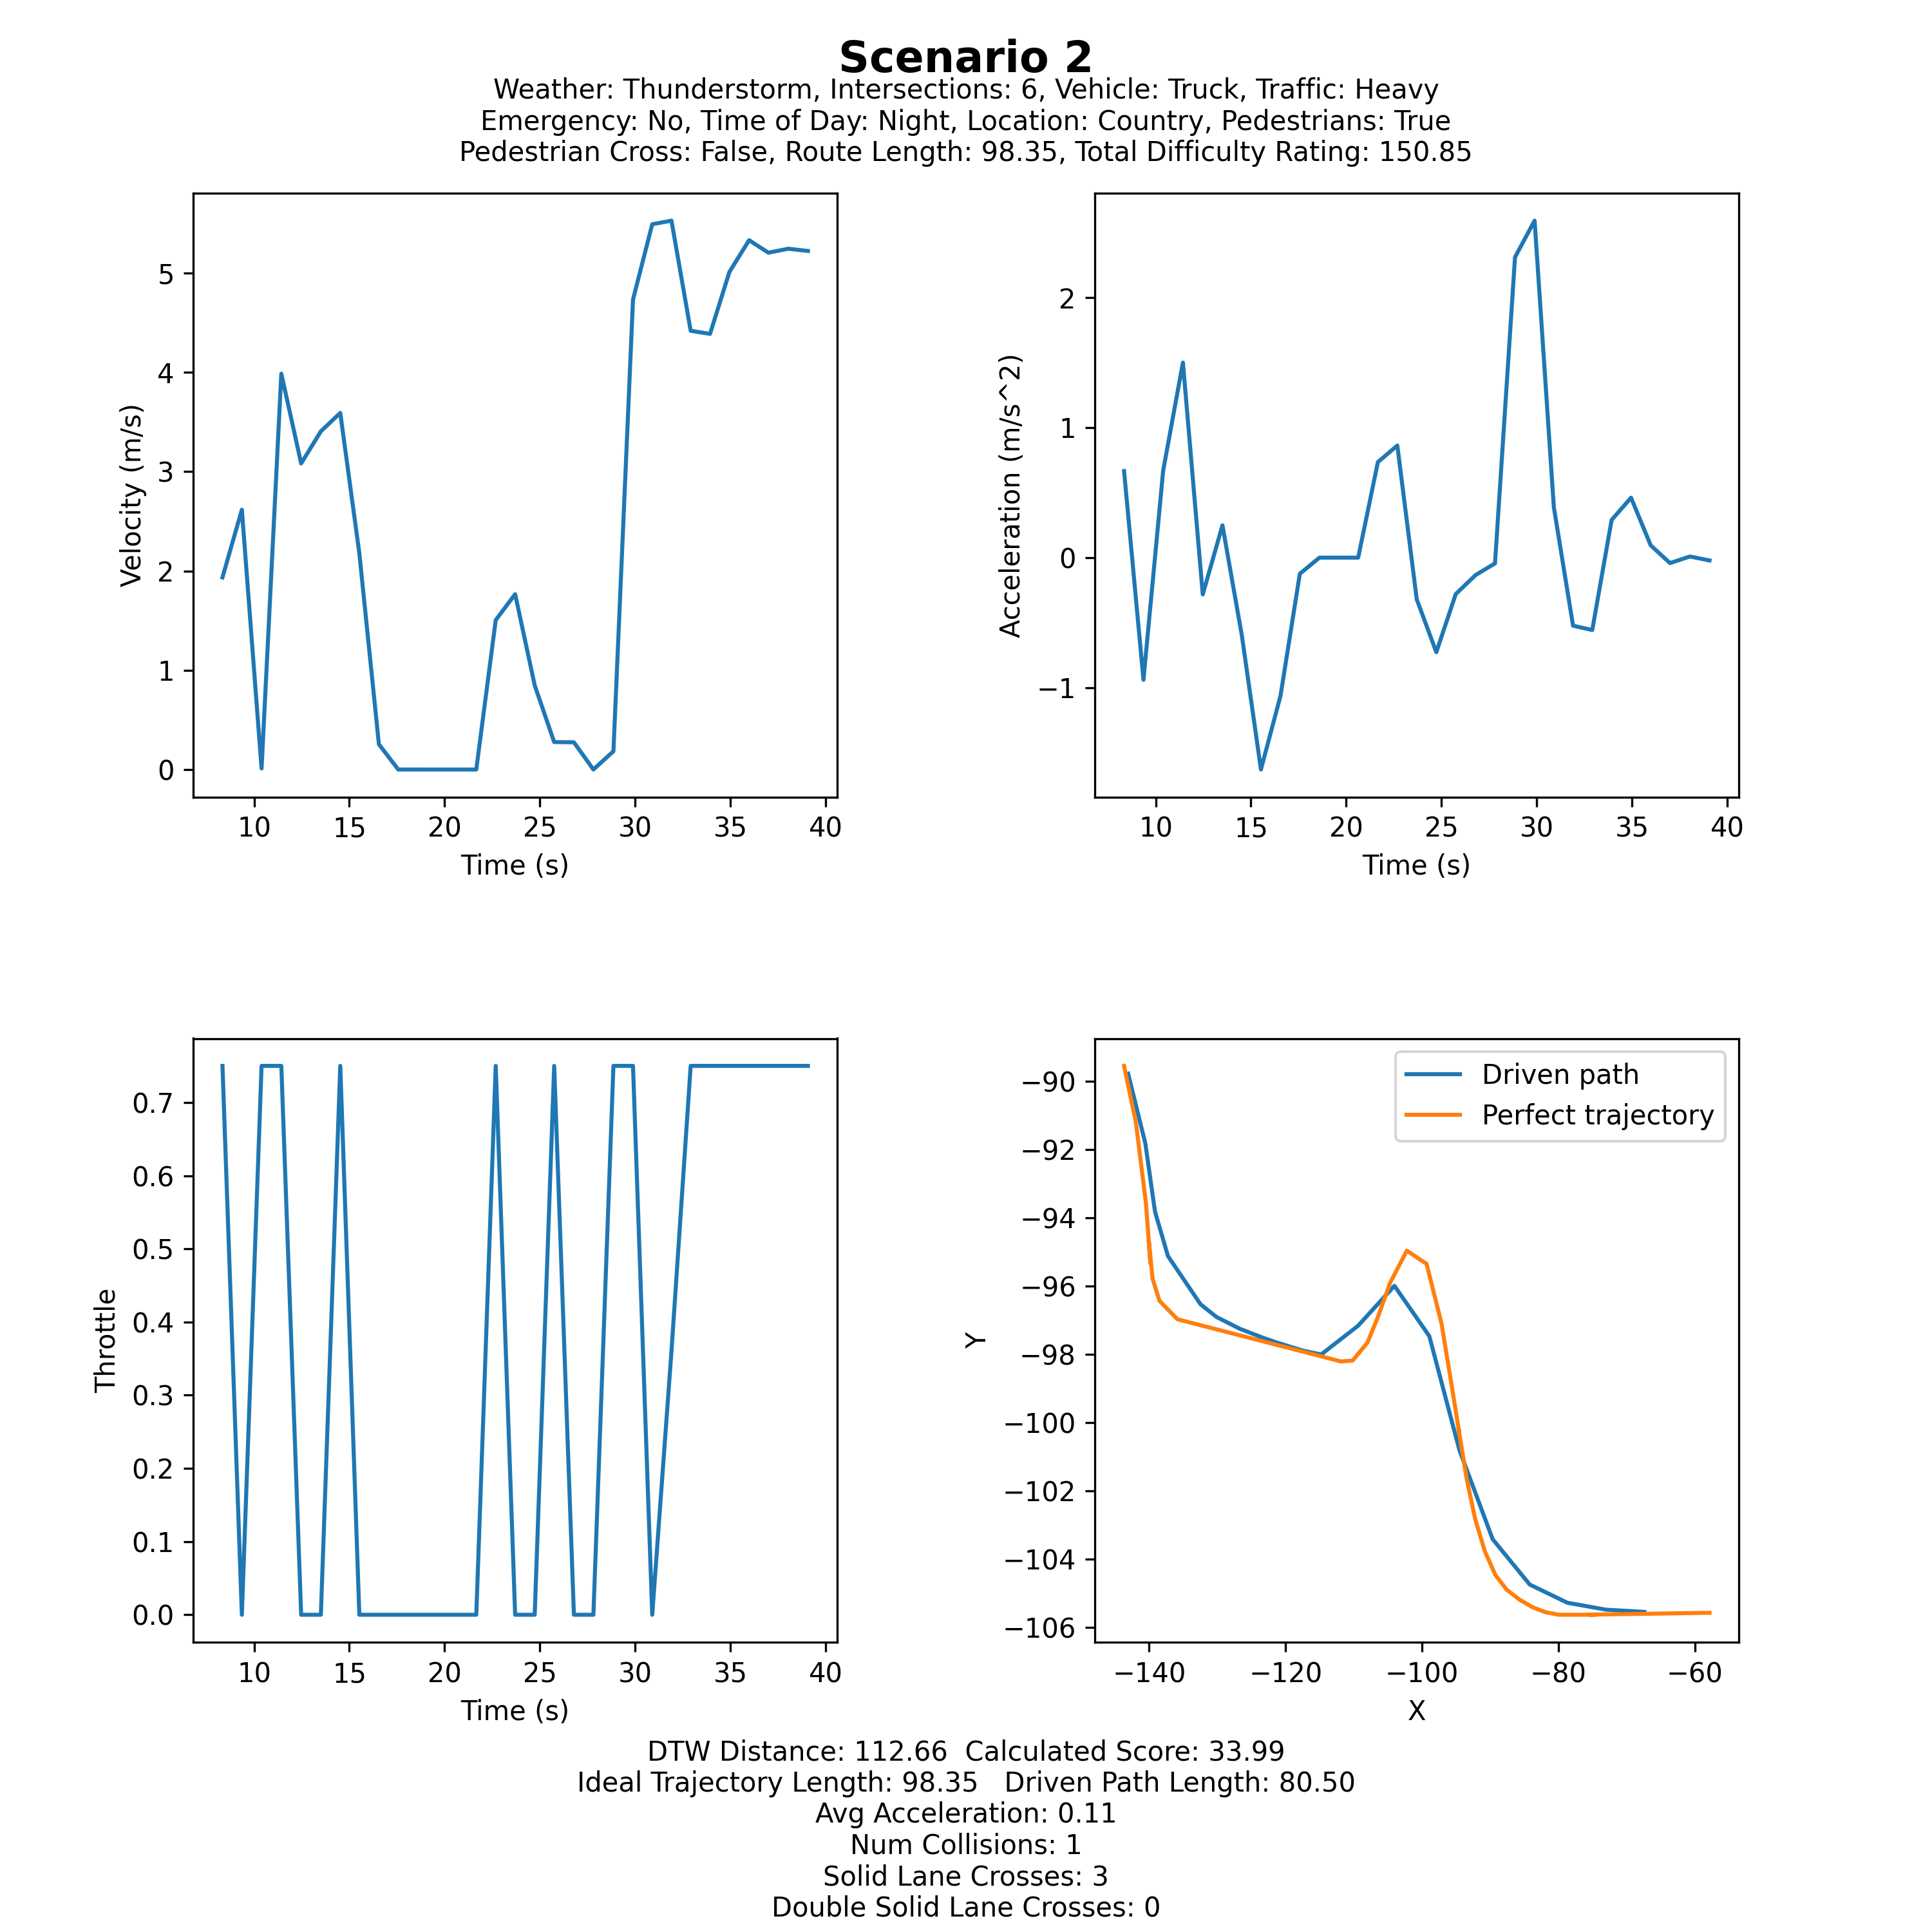 Scenario 2
Weather: Thunderstorm, Intersections: 6, Vehicle: Truck, Traffic: Heavy
Emergency: No, Time of Day: Night, Location: Country, Pedestrians: True
Pedestrian Cross: False, Route Length: 98.35, Total Difficulty Rating: 150.85
Velocity (m/s)
5
4
3
2
1
0
10 15 20 25 30 35 40
Time (s)
Acceleration (m/s^2)
2
1
0
−1
10 15 20 25 30 35 40
Time (s)
Throttle
0.7
0.6
0.5
0.4
0.3
0.2
0.1
0.0
10 15 20 25 30 35 40
Time (s)
Driven path
Perfect trajectory
Y
−90
−92
−94
−96
−98
−100
−102
−104
−106
−140 −120 −100 −80 −60
X
DTW Distance: 112.66 Calculated Score: 33.99
Ideal Trajectory Length: 98.35 Driven Path Length: 80.50
Avg Acceleration: 0.11
Num Collisions: 1
Solid Lane Crosses: 3
Double Solid Lane Crosses: 0